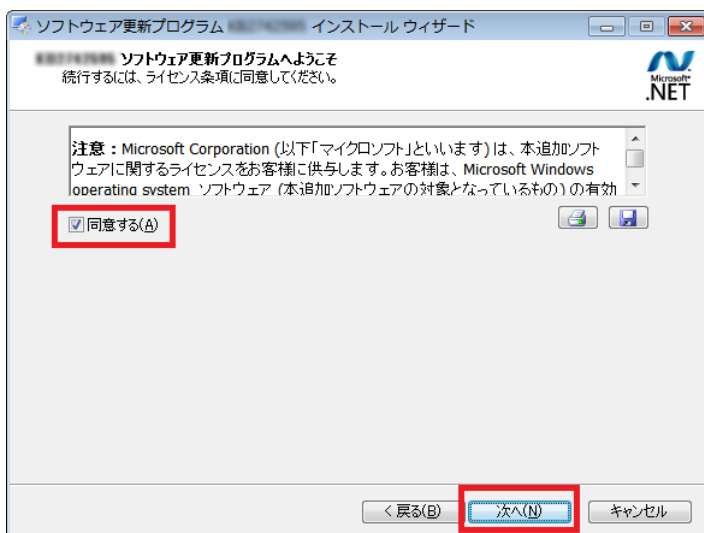 ソフトウェア更新プログラム インストール ウィザード
ソフトウェア更新プログラムへようこそ
続行するには、ライセンス条項に同意してください。
Microsoft
.NET
注意：Microsoft Corporation (以下「マイクロソフト」といいます) は、本追加ソフト
ウェアに関するライセンスをお客様に供与します。お客様は、Microsoft Windows
operating system ソフトウェア (本追加ソフトウェアの対象となっているもの) の有効
同意する(A)
< 戻る(B)
次へ(N)
キャンセル